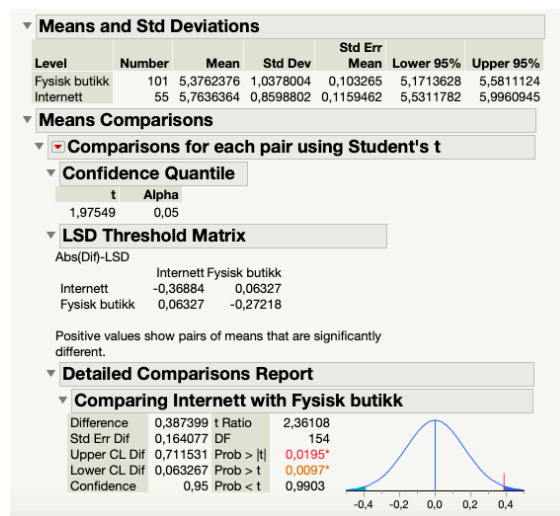 Means and Std Deviations
Std Err
Level Number Mean Std Dev Mean Lower 95% Upper 95%
Fysisk butikk 101 5,3762376 1,0378004 0,103265 5,1713628 5,5811124
Internett 55 5,7636364 0,8598802 0,1159462 5,5311782 5,9960945
Means Comparisons
Comparisons for each pair using Student's t
Confidence Quantile
t Alpha
1,97549 0,05
LSD Threshold Matrix
Abs(Dif)-LSD
Internett Fysisk butikk
Internett -0,36884 0,06327
Fysisk butikk 0,06327 -0,27218
Positive values show pairs of means that are significantly
different.
Detailed Comparisons Report
Comparing Internett with Fysisk butikk
Difference 0,387399 t Ratio 2,36108
Std Err Dif 0,164077 DF 154
Upper CL Dif 0,711531 Prob > |t| 0,0195*
Lower CL Dif 0,063267 Prob > t 0,0097*
Confidence 0,95 Prob < t 0,9903
-0,4 -0,2 0,0 0,2 0,4